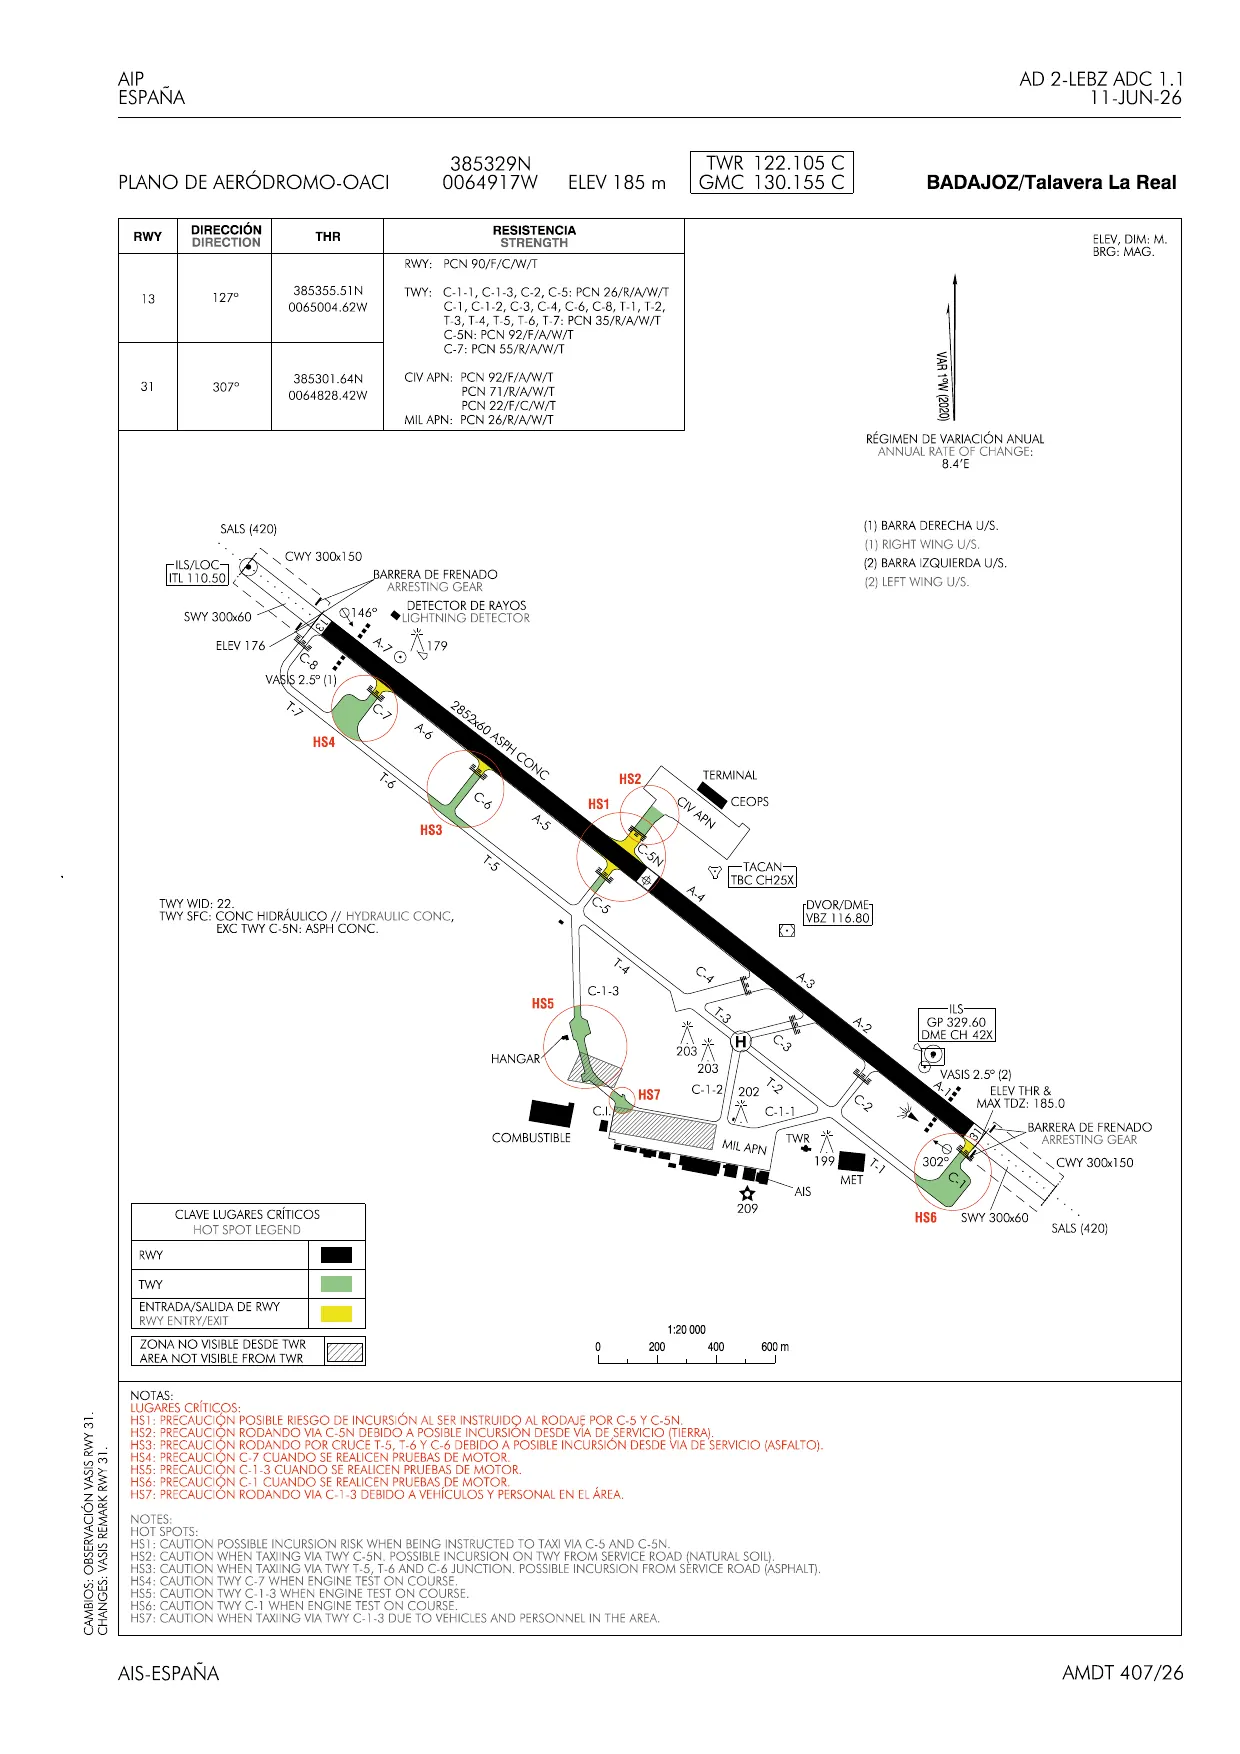 AIP
ESPAÑA
AD 2-LEBZ ADC 1.1
11-JUN-26
PLANO DE AERÓDROMO-OACI
385329N
0064917W
ELEV 185 m
TWR 122.105 C
GMC 130.155 C
BADAJOZ/Talavera La Real
RWY
DIRECCIÓN
DIRECTION
THR
RESISTENCIA
STRENGTH
13
127º
385355.51N
0065004.62W
31
307º
385301.64N
0064828.42W
RWY: PCN 90/F/C/W/T
TWY: C-1-1, C-1-3, C-2, C-5: PCN 26/R/A/W/T
C-1, C-1-2, C-3, C-4, C-6, C-8, T-1, T-2,
T-3, T-4, T-5, T-6, T-7: PCN 35/R/A/W/T
C-5N: PCN 92/F/A/W/T
C-7: PCN 55/R/A/W/T
CIV APN: PCN 92/F/A/W/T
PCN 71/R/A/W/T
PCN 22/F/C/W/T
MIL APN: PCN 26/R/A/W/T
ELEV, DIM: M.
BRG: MAG.
VAR 1ºW (2020)
RÉGIMEN DE VARIACIÓN ANUAL
ANNUAL RATE OF CHANGE:
8.4'E
(1) BARRA DERECHA U/S.
(1) RIGHT WING U/S.
(2) BARRA IZQUIERDA U/S.
(2) LEFT WING U/S.
SALS (420)
CWY 300x150
ILS/LOC
ITL 110.50
BARRERA DE FRENADO
ARRESTING GEAR
SWY 300x60
146º
DETECTOR DE RAYOS
LIGHTNING DETECTOR
ELEV 176
13
A-7
179
C-8
VASIS 2.5º (1)
T-7
C-7
A-6
2852x60 ASPH CONC
HS4
T-6
C-6
HS3
A-5
HS2
HS1
TERMINAL
CEOPS
CIV APN
T-5
C-5N
TACAN
TBC CH25X
A-4
C-5
DVOR/DME
VBZ 116.80
TWY WID: 22.
TWY SFC: CONC HIDRÁULICO // HYDRAULIC CONC,
EXC TWY C-5N: ASPH CONC.
T-4
C-4
A-3
C-1-3
HS5
T-3
H
C-3
A-2
ILS
GP 329.60
DME CH 42X
203
203
HANGAR
HS7
C-1-2
202
T-2
C-1-1
C-2
VASIS 2.5º (2)
A-1
ELEV THR &
MAX TDZ: 185.0
C.I.
COMBUSTIBLE
MIL APN
TWR
199
MET
T-1
302º
31
BARRERA DE FRENADO
ARRESTING GEAR
CWY 300x150
C-1
AIS
209
HS6
SWY 300x60
SALS (420)
CLAVE LUGARES CRÍTICOS
HOT SPOT LEGEND
RWY
TWY
ENTRADA/SALIDA DE RWY
RWY ENTRY/EXIT
ZONA NO VISIBLE DESDE TWR
AREA NOT VISIBLE FROM TWR
1:20 000
0 200 400 600 m
NOTAS:
LUGARES CRÍTICOS:
HS1: PRECAUCIÓN POSIBLE RIESGO DE INCURSIÓN AL SER INSTRUIDO AL RODAJE POR C-5 Y C-5N.
HS2: PRECAUCIÓN RODANDO VIA C-5N DEBIDO A POSIBLE INCURSIÓN DESDE VÍA DE SERVICIO (TIERRA).
HS3: PRECAUCIÓN RODANDO POR CRUCE T-5, T-6 Y C-6 DEBIDO A POSIBLE INCURSIÓN DESDE VIA DE SERVICIO (ASFALTO).
HS4: PRECAUCIÓN C-7 CUANDO SE REALICEN PRUEBAS DE MOTOR.
HS5: PRECAUCIÓN C-1-3 CUANDO SE REALICEN PRUEBAS DE MOTOR.
HS6: PRECAUCIÓN C-1 CUANDO SE REALICEN PRUEBAS DE MOTOR.
HS7: PRECAUCIÓN RODANDO VIA C-1-3 DEBIDO A VEHÍCULOS Y PERSONAL EN EL ÁREA.
NOTES:
HOT SPOTS:
HS1: CAUTION POSSIBLE INCURSION RISK WHEN BEING INSTRUCTED TO TAXI VIA C-5 AND C-5N.
HS2: CAUTION WHEN TAXIING VIA TWY C-5N. POSSIBLE INCURSION ON TWY FROM SERVICE ROAD (NATURAL SOIL).
HS3: CAUTION WHEN TAXIING VIA TWY T-5, T-6 AND C-6 JUNCTION. POSSIBLE INCURSION FROM SERVICE ROAD (ASPHALT).
HS4: CAUTION TWY C-7 WHEN ENGINE TEST ON COURSE.
HS5: CAUTION TWY C-1-3 WHEN ENGINE TEST ON COURSE.
HS6: CAUTION TWY C-1 WHEN ENGINE TEST ON COURSE.
HS7: CAUTION WHEN TAXIING VIA TWY C-1-3 DUE TO VEHICLES AND PERSONNEL IN THE AREA.
CAMBIOS: OBSERVACIÓN VASIS RWY 31.
CHANGES: VASIS REMARK RWY 31.
AIS-ESPAÑA
AMDT 407/26